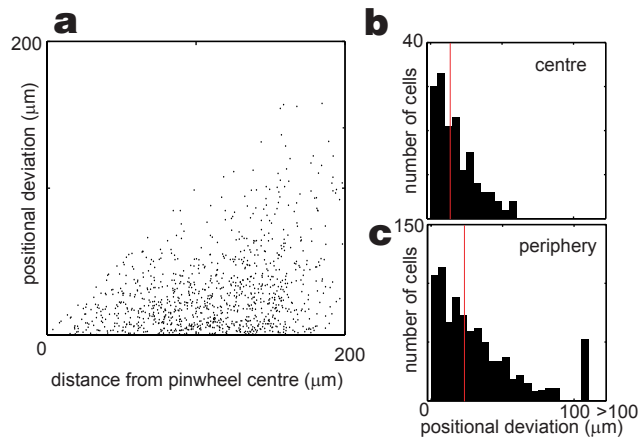 a
200
positional deviation (μm)
0
200
distance from pinwheel centre (μm)
b
40
number of cells
centre
c
150
number of cells
periphery
0
100 >100
positional deviation (μm)